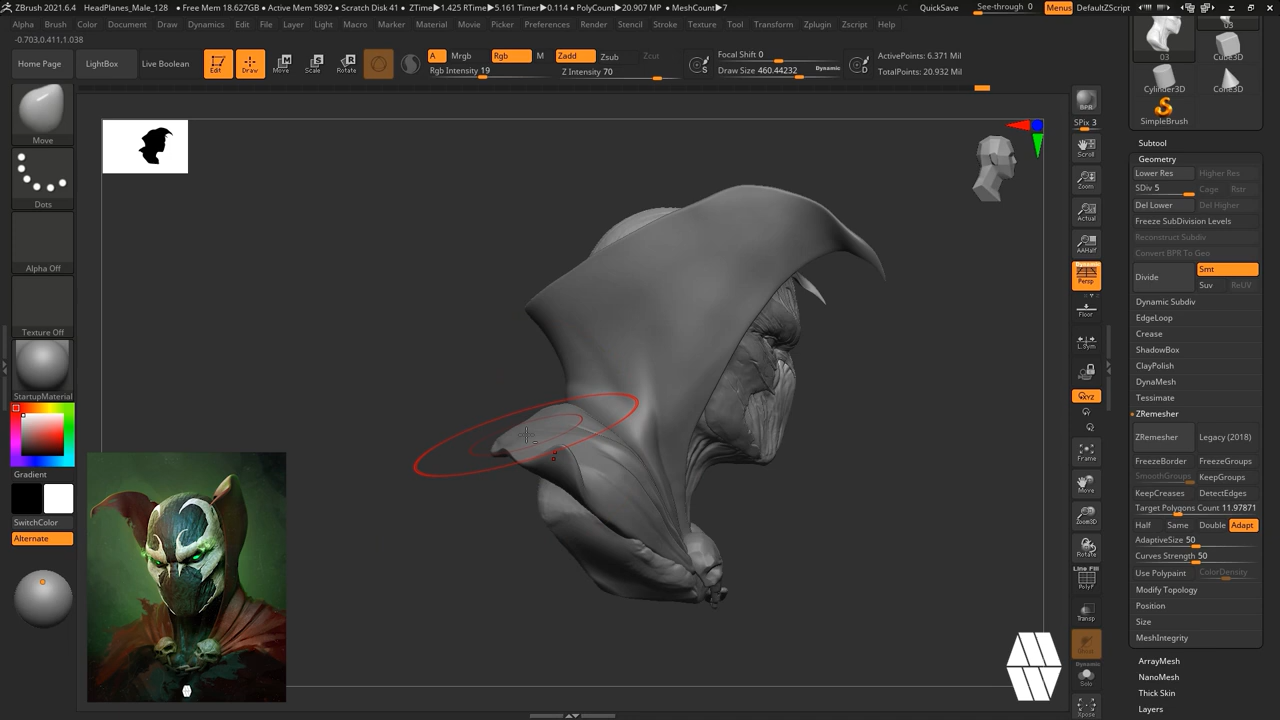 ZBrush 2021.6.4 HeadPlanes_Male_128 • Free Mem 18.627GB • Active Mem 5892 • Scratch Disk 41 • ZTime▶1.425 RTime▶5.161 Timer▶0.114 • PolyCount▶20.907 MP • MeshCount▶7 AC QuickSave See-through 0 Menus DefaultZScript
Alpha Brush Color Document Draw Dynamics Edit File Layer Light Macro Marker Material Movie Picker Preferences Render Stencil Stroke Texture Tool Transform Zplugin Zscript Help
-0.703,0.411,1.038
Home Page LightBox Live Boolean Edit Draw Move Scale Rotate
A Mrgb Rgb M Zadd Zsub Zcut
Rgb Intensity 19 Z Intensity 70
S Focal Shift 0
Draw Size 460.44232 Dynamic
D ActivePoints: 6.371 Mil
TotalPoints: 20.932 Mil
Move
Dots
Alpha Off
Texture Off
StartupMaterial
Gradient
SwitchColor
Alternate
BPR
SPix 3
Scroll
Zoom
Actual
AAHalf
Dynamic
Persp
Floor
L.Sym
XYZ
Frame
Move
Zoom3D
Rotate
Line Fill
PolyF
Transp
Ghost
Dynamic
Solo
Xpose
03
03 Cube3D
Cylinder3D Cone3D
SimpleBrush
Subtool
Geometry
Lower Res Higher Res
SDiv 5 Cage Rstr
Del Lower Del Higher
Freeze SubDivision Levels
Reconstruct Subdiv
Convert BPR To Geo
Divide Smt
Suv ReUV
Dynamic Subdiv
EdgeLoop
Crease
ShadowBox
ClayPolish
DynaMesh
Tessimate
ZRemesher
ZRemesher Legacy (2018)
FreezeBorder FreezeGroups
SmoothGroups KeepGroups
KeepCreases DetectEdges
Target Polygons Count 11.97871
Half Same Double Adapt
AdaptiveSize 50
Curves Strength 50
Use Polypaint ColorDensity
Modify Topology
Position
Size
MeshIntegrity
ArrayMesh
NanoMesh
Thick Skin
Layers